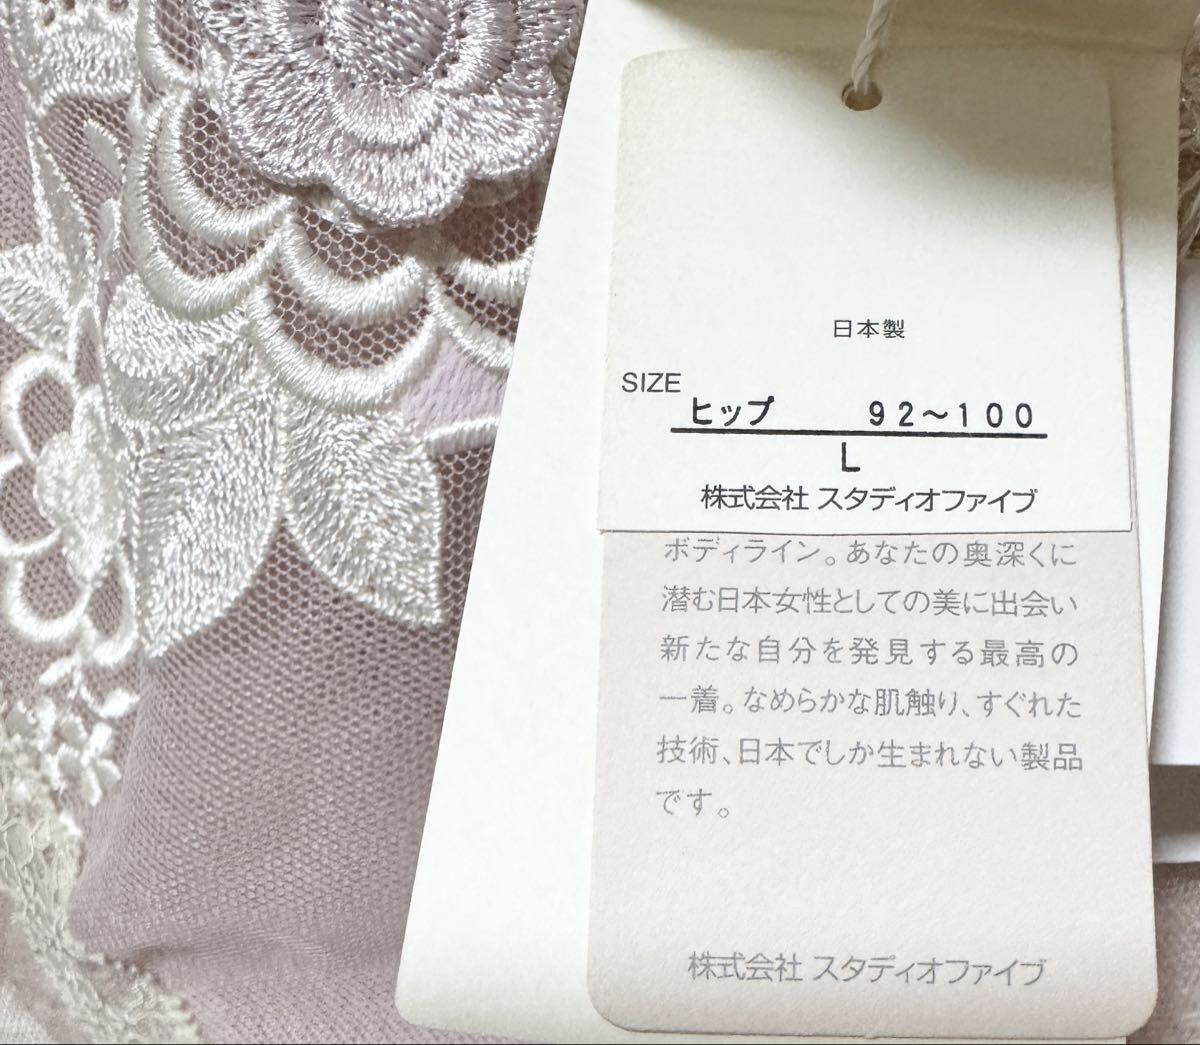 日本製
SIZE
ヒップ 92～100
L
株式会社 スタディオファイブ
ボディライン。あなたの奥深くに
潜む日本女性としての美に出会い
新たな自分を発見する最高の
一着。なめらかな肌触り、すぐれた
技術、日本でしか生まれない製品
です。
株式会社 スタディオファイブ